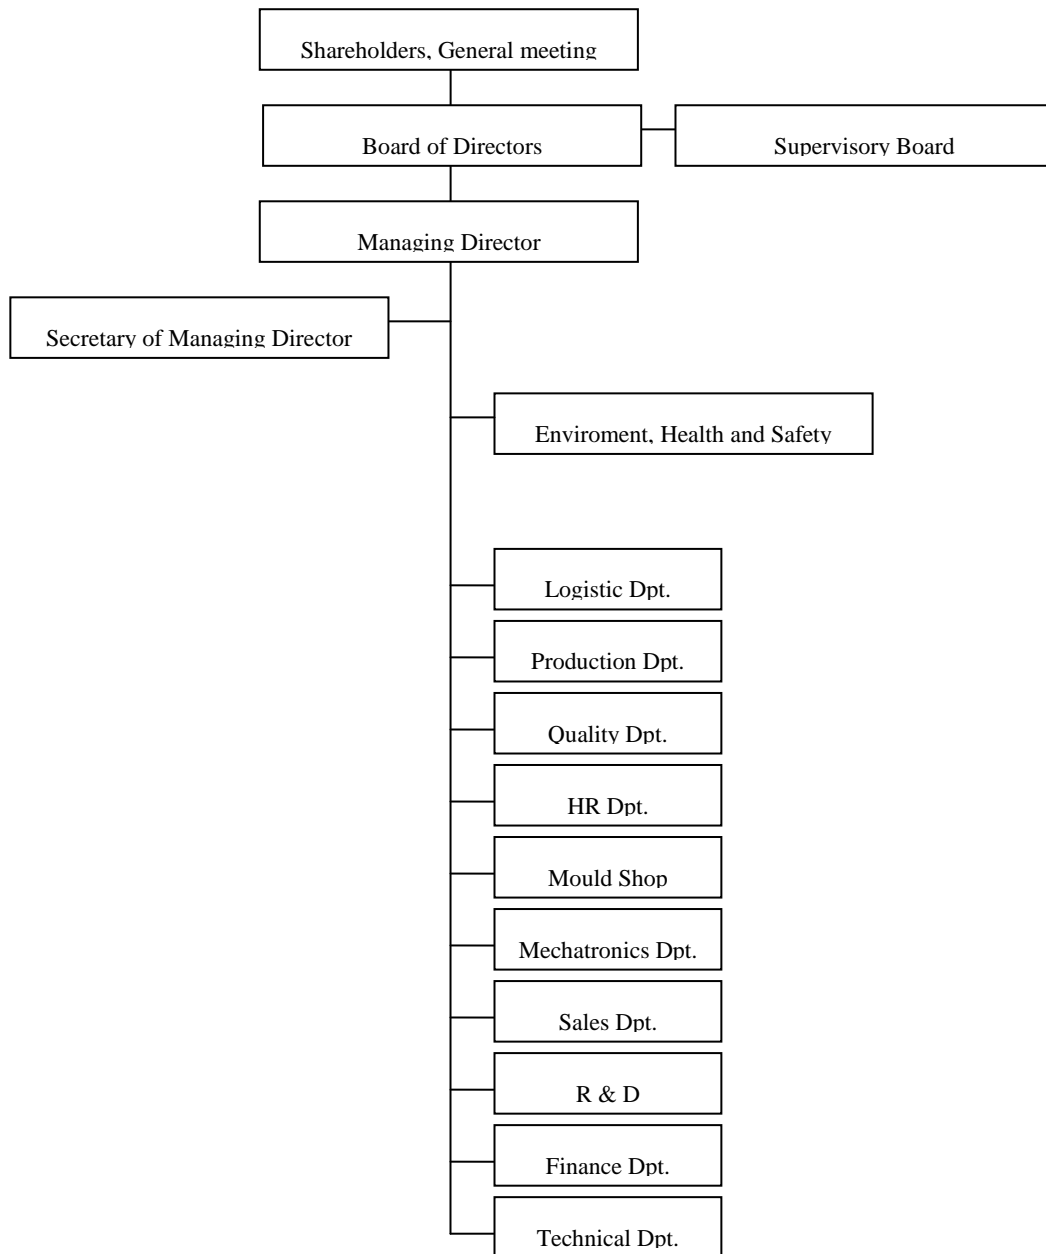 Shareholders, General meeting
Board of Directors
Supervisory Board
Managing Director
Secretary of Managing Director
Enviroment, Health and Safety
Logistic Dpt.
Production Dpt.
Quality Dpt.
HR Dpt.
Mould Shop
Mechatronics Dpt.
Sales Dpt.
R & D
Finance Dpt.
Technical Dpt.